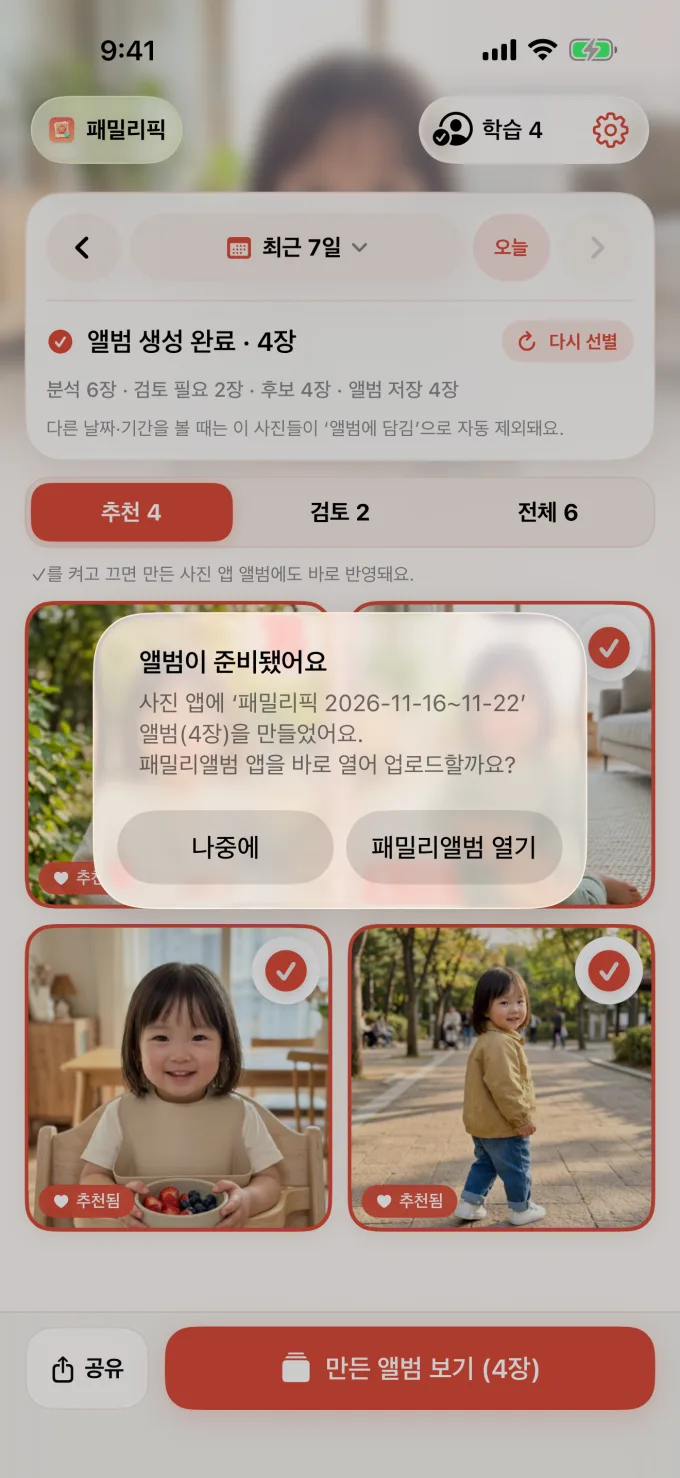 9:41
패밀리픽
학습 4
최근 7일
오늘
앨범 생성 완료 · 4장
다시 선별
분석 6장 · 검토 필요 2장 · 후보 4장 · 앨범 저장 4장
다른 날짜·기간을 볼 때는 이 사진들이 ‘앨범에 담김’으로 자동 제외돼요.
추천 4
검토 2
전체 6
✓를 켜고 끄면 만든 사진 앱 앨범에도 바로 반영돼요.
앨범이 준비됐어요
사진 앱에 ‘패밀리픽 2026-11-16~11-22’
앨범(4장)을 만들었어요.
패밀리앨범 앱을 바로 열어 업로드할까요?
나중에
패밀리앨범 열기
추천됨
추천됨
공유
만든 앨범 보기 (4장)